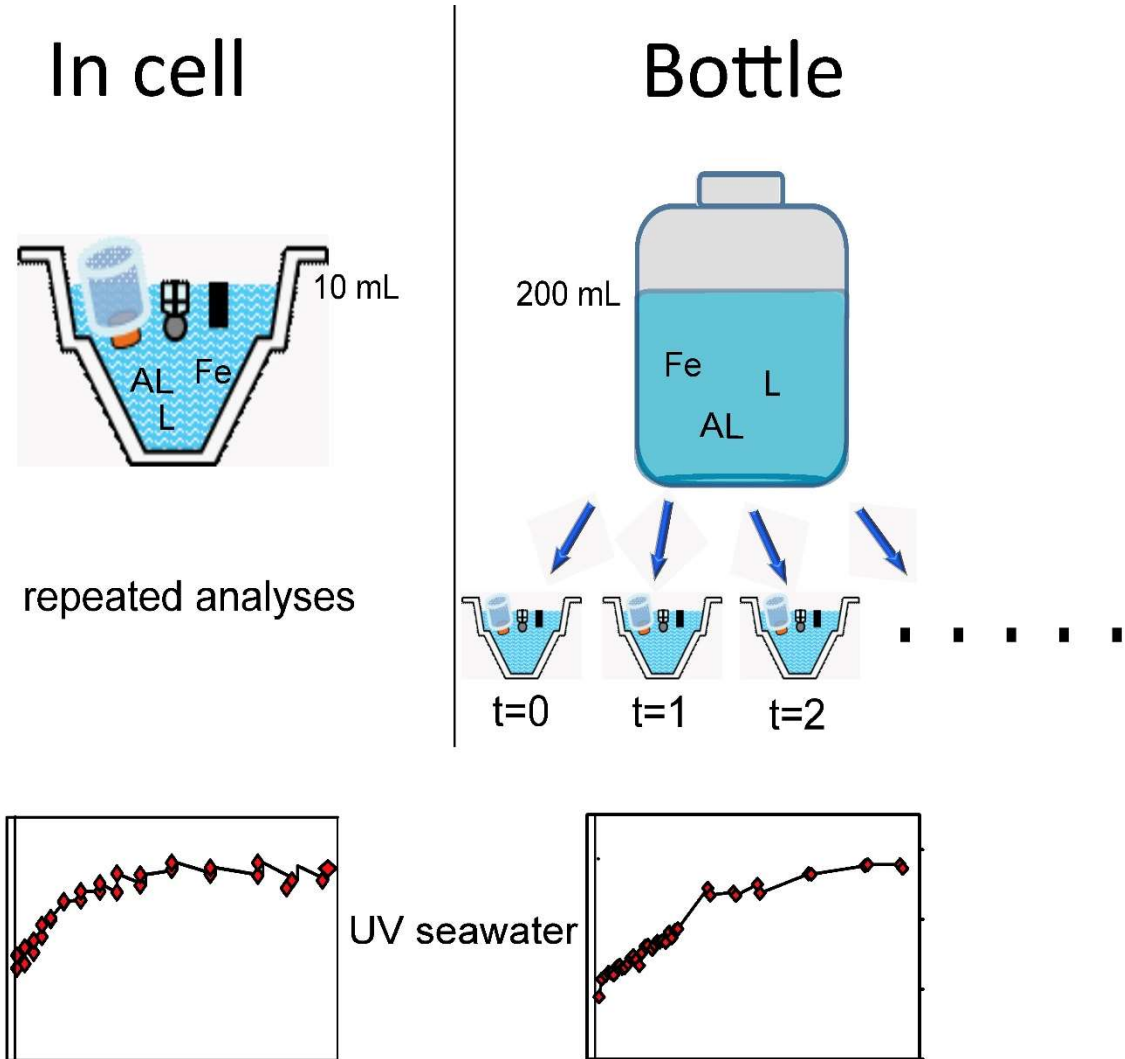 In cell
Bottle
10 mL
AL
Fe
L
200 mL
Fe
L
AL
repeated analyses
t=0
t=1
t=2
UV seawater